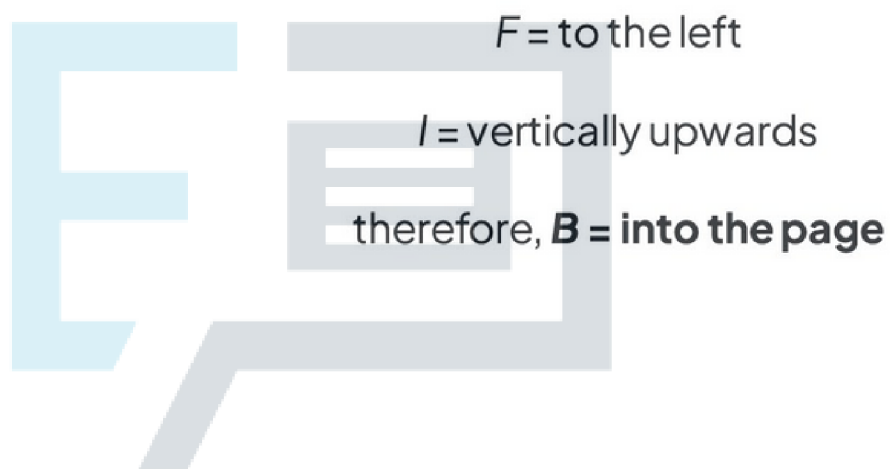 F = to the left
I = vertically upwards
therefore, B = into the page